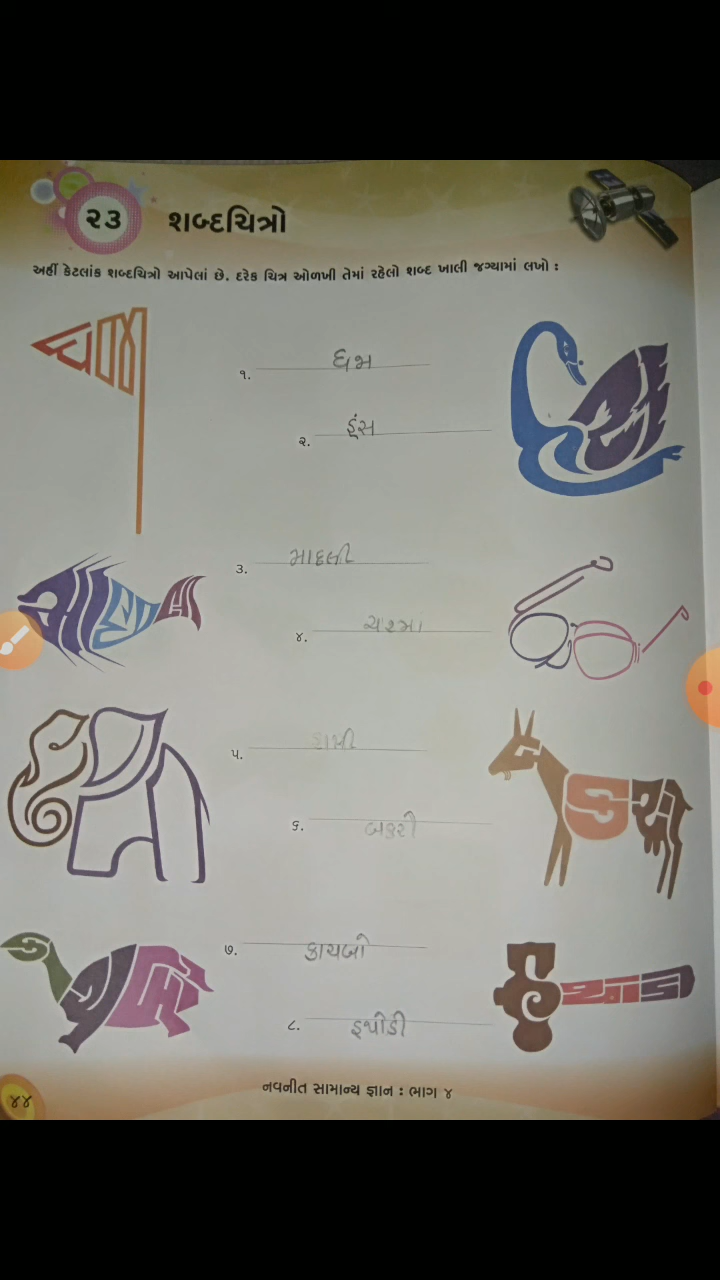 ૨૩ શબ્દચિત્રો
અહીં કેટલાંક શબ્દચિત્રો આપેલાં છે. દરેક ચિત્ર ઓળખી તેમાં રહેલો શબ્દ ખાલી જગ્યામાં લખો :
૧. ધ્વજ
૨. હંસ
૩. માછલી
૪. ચશ્માં
૫. હાથી
૬. બકરી
૭. કાચબો
૮. હથોડી
૪૪ નવનીત સામાન્ય જ્ઞાન : ભાગ ૪